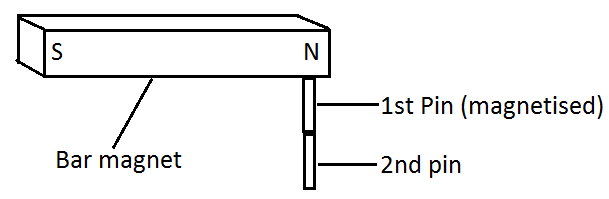 S
N
1st Pin (magnetised)
Bar magnet
2nd pin